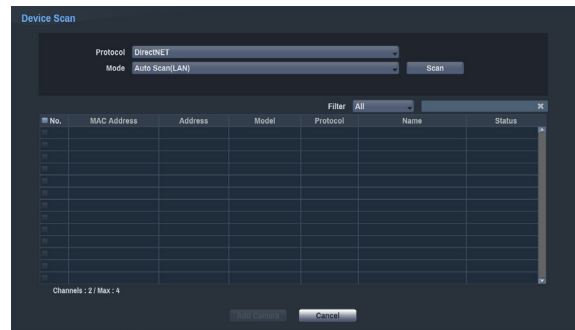 Device Scan
Protocol DirectNET
Mode Auto Scan(LAN) Scan
Filter All
No. MAC Address Address Model Protocol Name Status
Channels : 2 / Max : 4
Add Camera Cancel